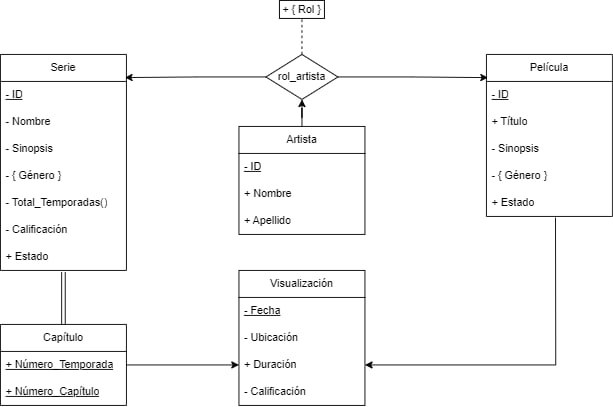 + { Rol }
Serie
- ID
- Nombre
- Sinopsis
- { Género }
- Total_Temporadas()
- Calificación
+ Estado
rol_artista
Película
- ID
+ Título
- Sinopsis
- { Género }
+ Estado
Artista
- ID
+ Nombre
+ Apellido
Capítulo
+ Número_Temporada
+ Número_Capítulo
Visualización
- Fecha
- Ubicación
+ Duración
- Calificación